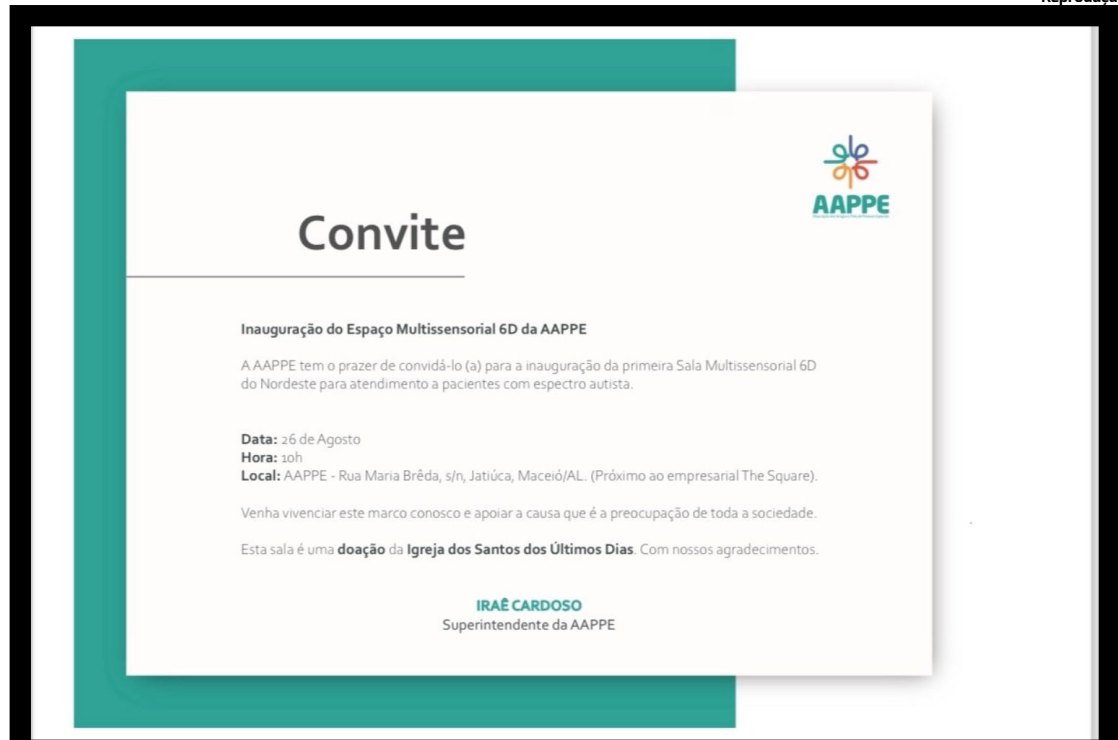 AAPPE
Convite
Inauguração do Espaço Multissensorial 6D da AAPPE
A AAPPE tem o prazer de convidá-lo (a) para a inauguração da primeira Sala Multissensorial 6D
do Nordeste para atendimento a pacientes com espectro autista.
Data: 26 de Agosto
Hora: 10h
Local: AAPPE - Rua Maria Brêda, s/n, Jatiúca, Maceió/AL. (Próximo ao empresarial The Square).
Venha vivenciar este marco conosco e apoiar a causa que é a preocupação de toda a sociedade.
Esta sala é uma doação da Igreja dos Santos dos Últimos Dias. Com nossos agradecimentos.
IRAÊ CARDOSO
Superintendente da AAPPE